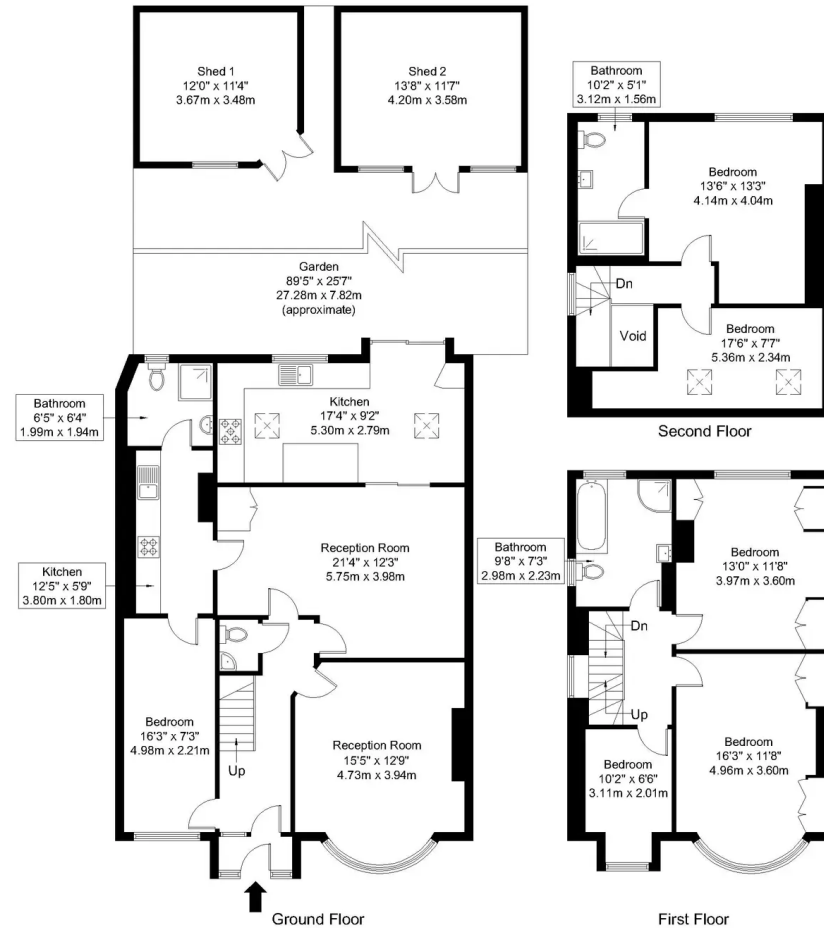 Shed 1
12'0" x 11'4"
3.67m x 3.48m
Shed 2
13'8" x 11'7"
4.20m x 3.58m
Garden
89'5" x 25'7"
27.28m x 7.82m
(approximate)
Bathroom
6'5" x 6'4"
1.99m x 1.94m
Kitchen
17'4" x 9'2"
5.30m x 2.79m
Kitchen
12'5" x 5'9"
3.80m x 1.80m
Reception Room
21'4" x 12'3"
5.75m x 3.98m
Bedroom
16'3" x 7'3"
4.98m x 2.21m
Up
Reception Room
15'5" x 12'9"
4.73m x 3.94m
Ground Floor
Bathroom
10'2" x 5'1"
3.12m x 1.56m
Bedroom
13'6" x 13'3"
4.14m x 4.04m
Dn
Void
Bedroom
17'6" x 7'7"
5.36m x 2.34m
Second Floor
Bathroom
9'8" x 7'3"
2.98m x 2.23m
Bedroom
13'0" x 11'8"
3.97m x 3.60m
Dn
Up
Bedroom
10'2" x 6'6"
3.11m x 2.01m
Bedroom
16'3" x 11'8"
4.96m x 3.60m
First Floor